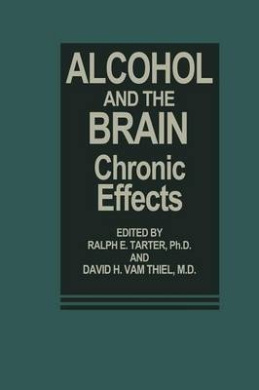 ALCOHOL
AND THE
BRAIN
Chronic
Effects
EDITED BY
RALPH E. TARTER, Ph.D.
AND
DAVID H. VAM THIEL, M.D.